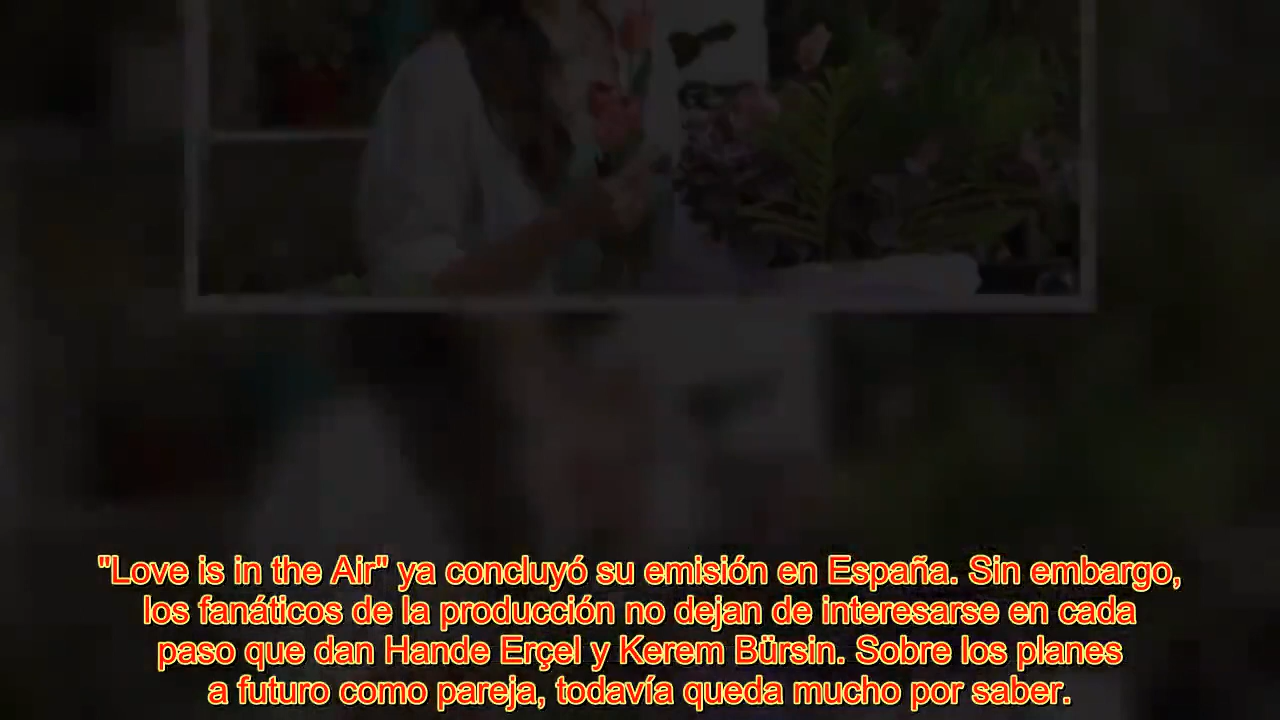 "Love is in the Air" ya concluyó su emisión en España. Sin embargo,
los fanáticos de la producción no dejan de interesarse en cada
paso que dan Hande Erçel y Kerem Bürsin. Sobre los planes
a futuro como pareja, todavía queda mucho por saber.